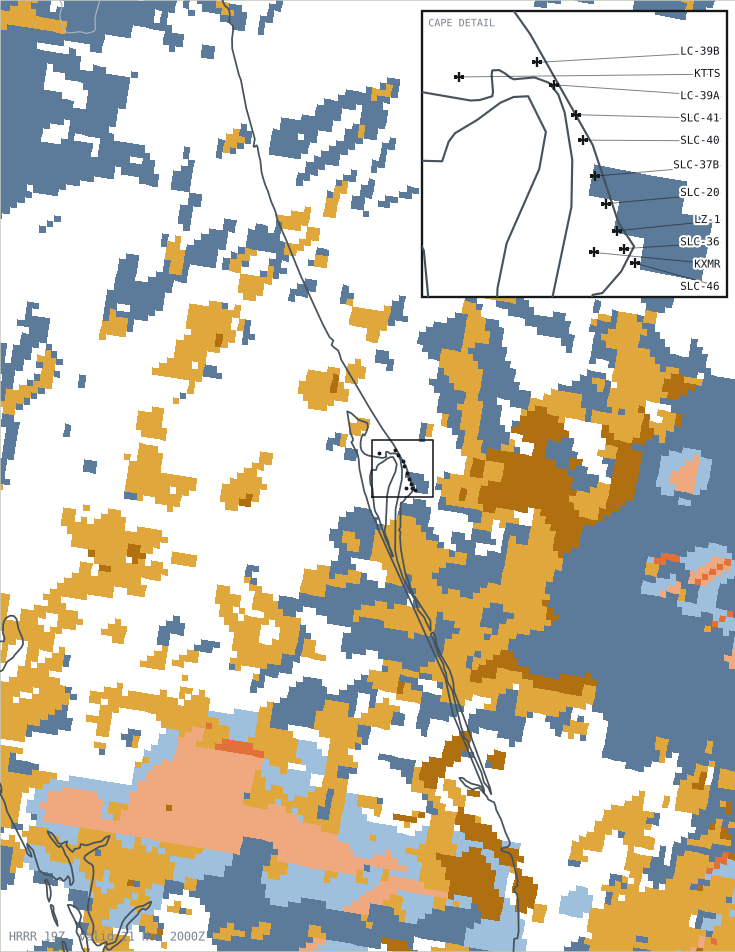 CAPE DETAIL
LC-39B
KTTS
LC-39A
SLC-41
SLC-40
SLC-37B
SLC-20
LZ-1
SLC-36
KXMR
SLC-46
HRRR 19Z 2000Z